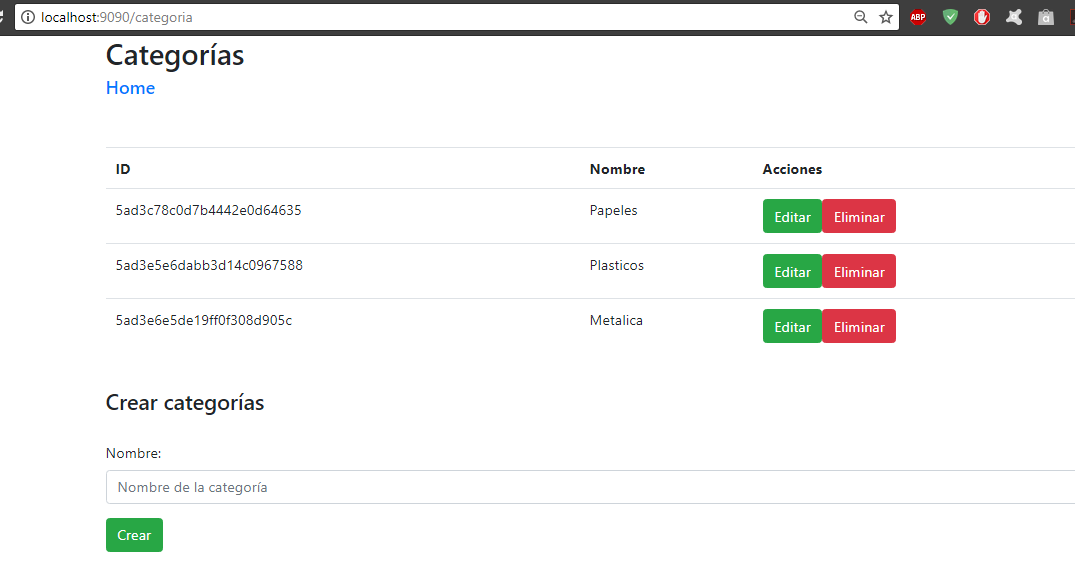 localhost:9090/categoria
ABP
a
Categorías
Home
ID Nombre Acciones
5ad3c78c0d7b4442e0d64635 Papeles Editar Eliminar
5ad3e5e6dabb3d14c0967588 Plasticos Editar Eliminar
5ad3e6e5de19ff0f308d905c Metalica Editar Eliminar
Crear categorías
Nombre:
Nombre de la categoría
Crear